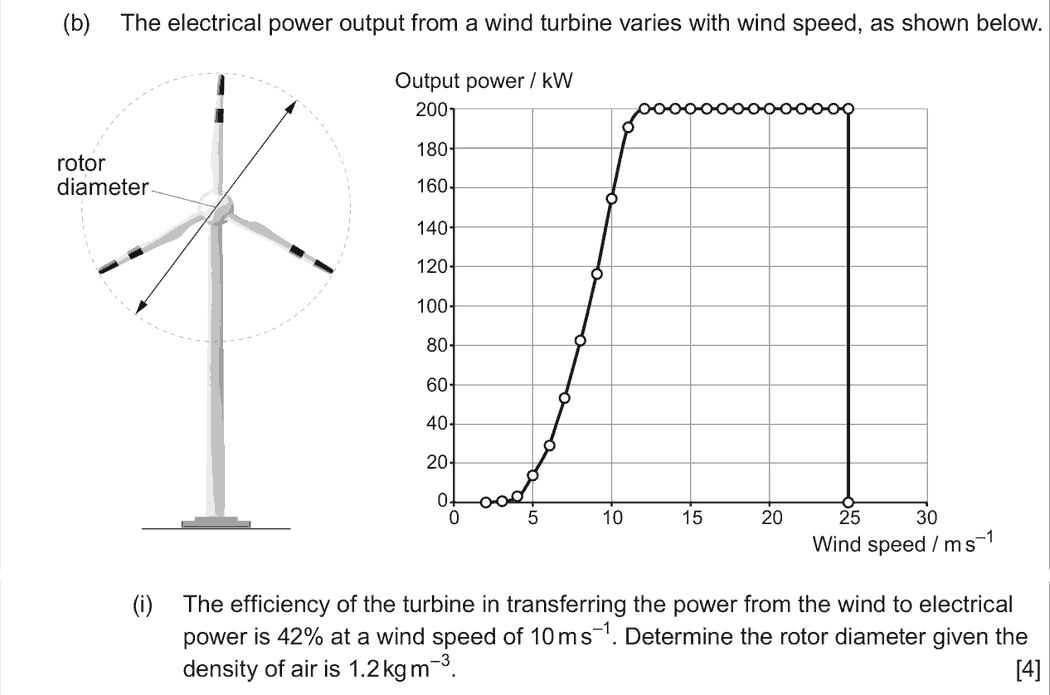 (b) The electrical power output from a wind turbine varies with wind speed, as shown below.
rotor
diameter
Output power / kW
200
180
160
140
120
100
80
60
40
20
0
0 5 10 15 20 25 30
Wind speed / m s⁻¹
(i) The efficiency of the turbine in transferring the power from the wind to electrical
power is 42% at a wind speed of 10 m s⁻¹. Determine the rotor diameter given the
density of air is 1.2 kg m⁻³. [4]